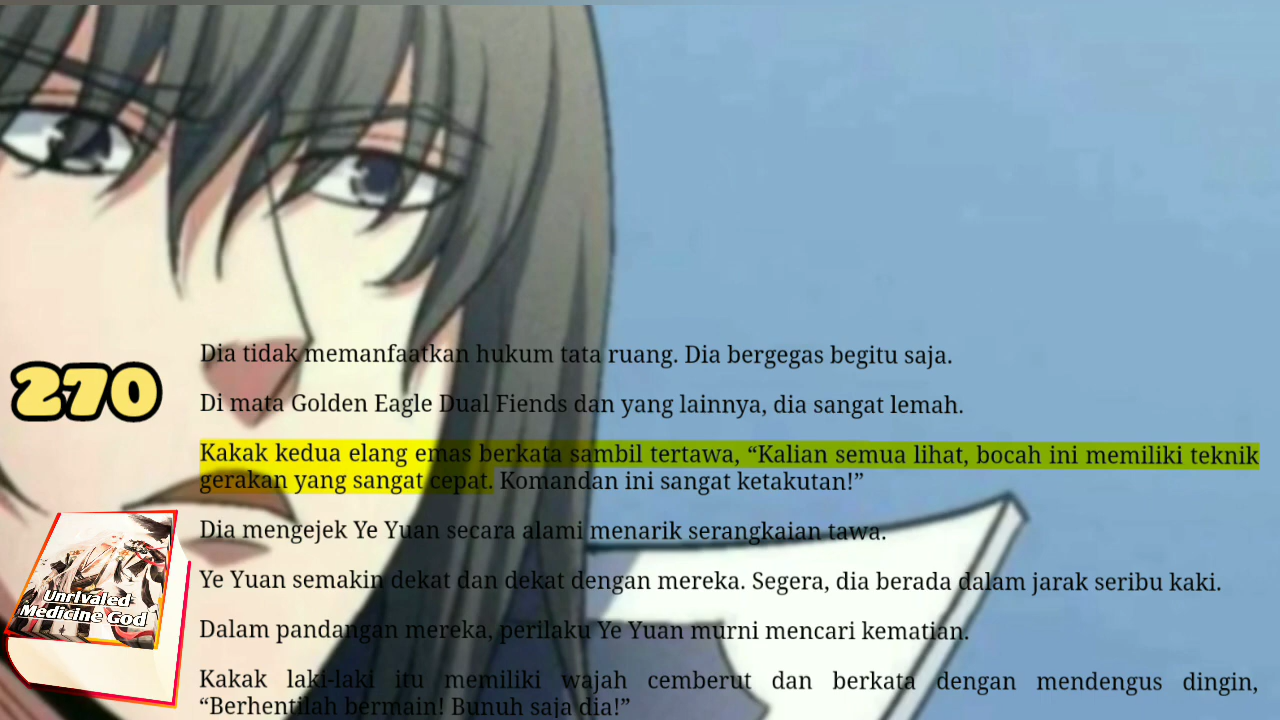 Dia tidak memanfaatkan hukum tata ruang. Dia bergegas begitu saja.
270
Di mata Golden Eagle Dual Fiends dan yang lainnya, dia sangat lemah.
Kakak kedua elang emas berkata sambil tertawa, “Kalian semua lihat, bocah ini memiliki teknik
gerakan yang sangat cepat. Komandan ini sangat ketakutan!”
Dia mengejek Ye Yuan secara alami menarik serangkaian tawa.
Ye Yuan semakin dekat dan dekat dengan mereka. Segera, dia berada dalam jarak seribu kaki.
Unrivaled
Medicine God
Dalam pandangan mereka, perilaku Ye Yuan murni mencari kematian.
Kakak laki-laki itu memiliki wajah cemberut dan berkata dengan mendengus dingin,
“Berhentilah bermain! Bunuh saja dia!”